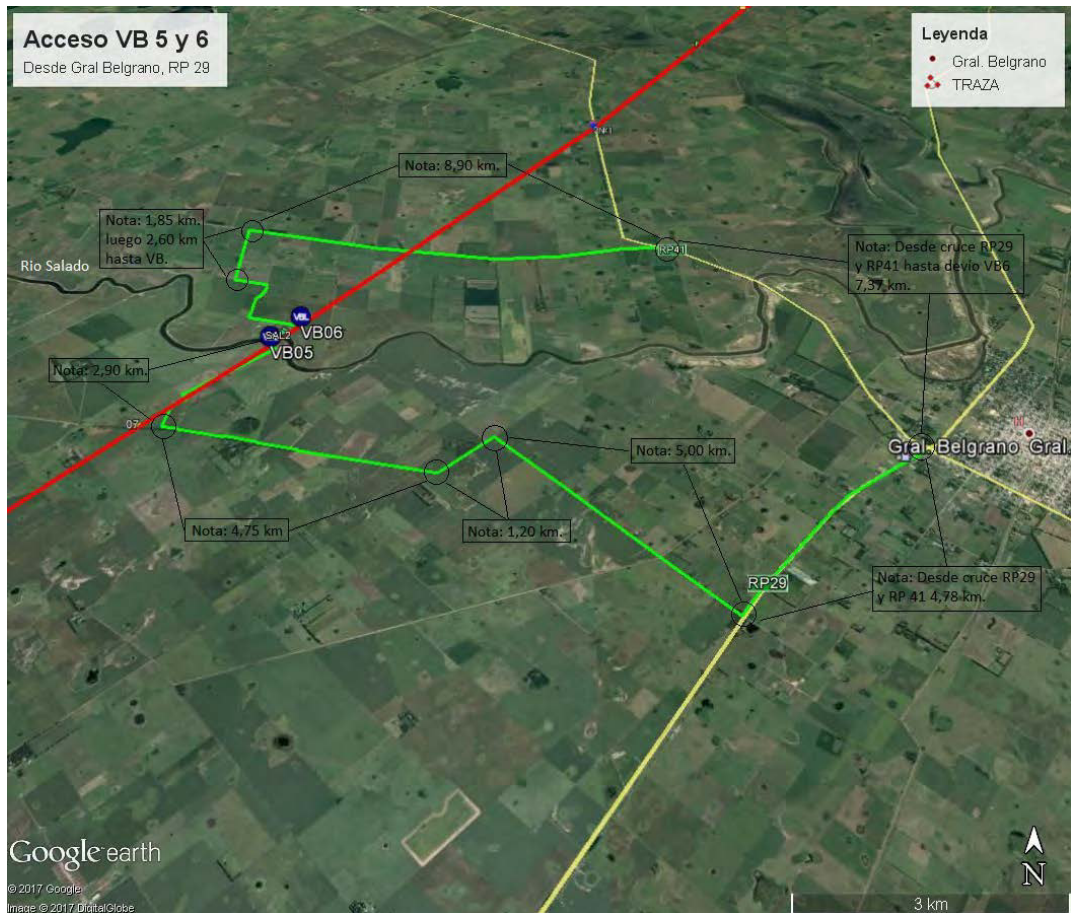 Acceso VB 5 y 6
Desde Gral Belgrano, RP 29
Leyenda
Gral. Belgrano
TRAZA
Nota: 8,90 km.
Nota: 1,85 km.
luego 2,60 km
hasta VB.
Rio Salado
RP41
Nota: Desde cruce RP29
y RP41 hasta devio VB6
7,37 km.
VB06
SAL2
VB05
Nota: 2,90 km.
07
Nota: 5,00 km.
Gral. Belgrano
Gral.
Nota: 4,75 km
Nota: 1,20 km.
RP29
Nota: Desde cruce RP29
y RP 41 4,78 km.
Google earth
© 2017 Google
Image © 2017 DigitalGlobe
N
3 km